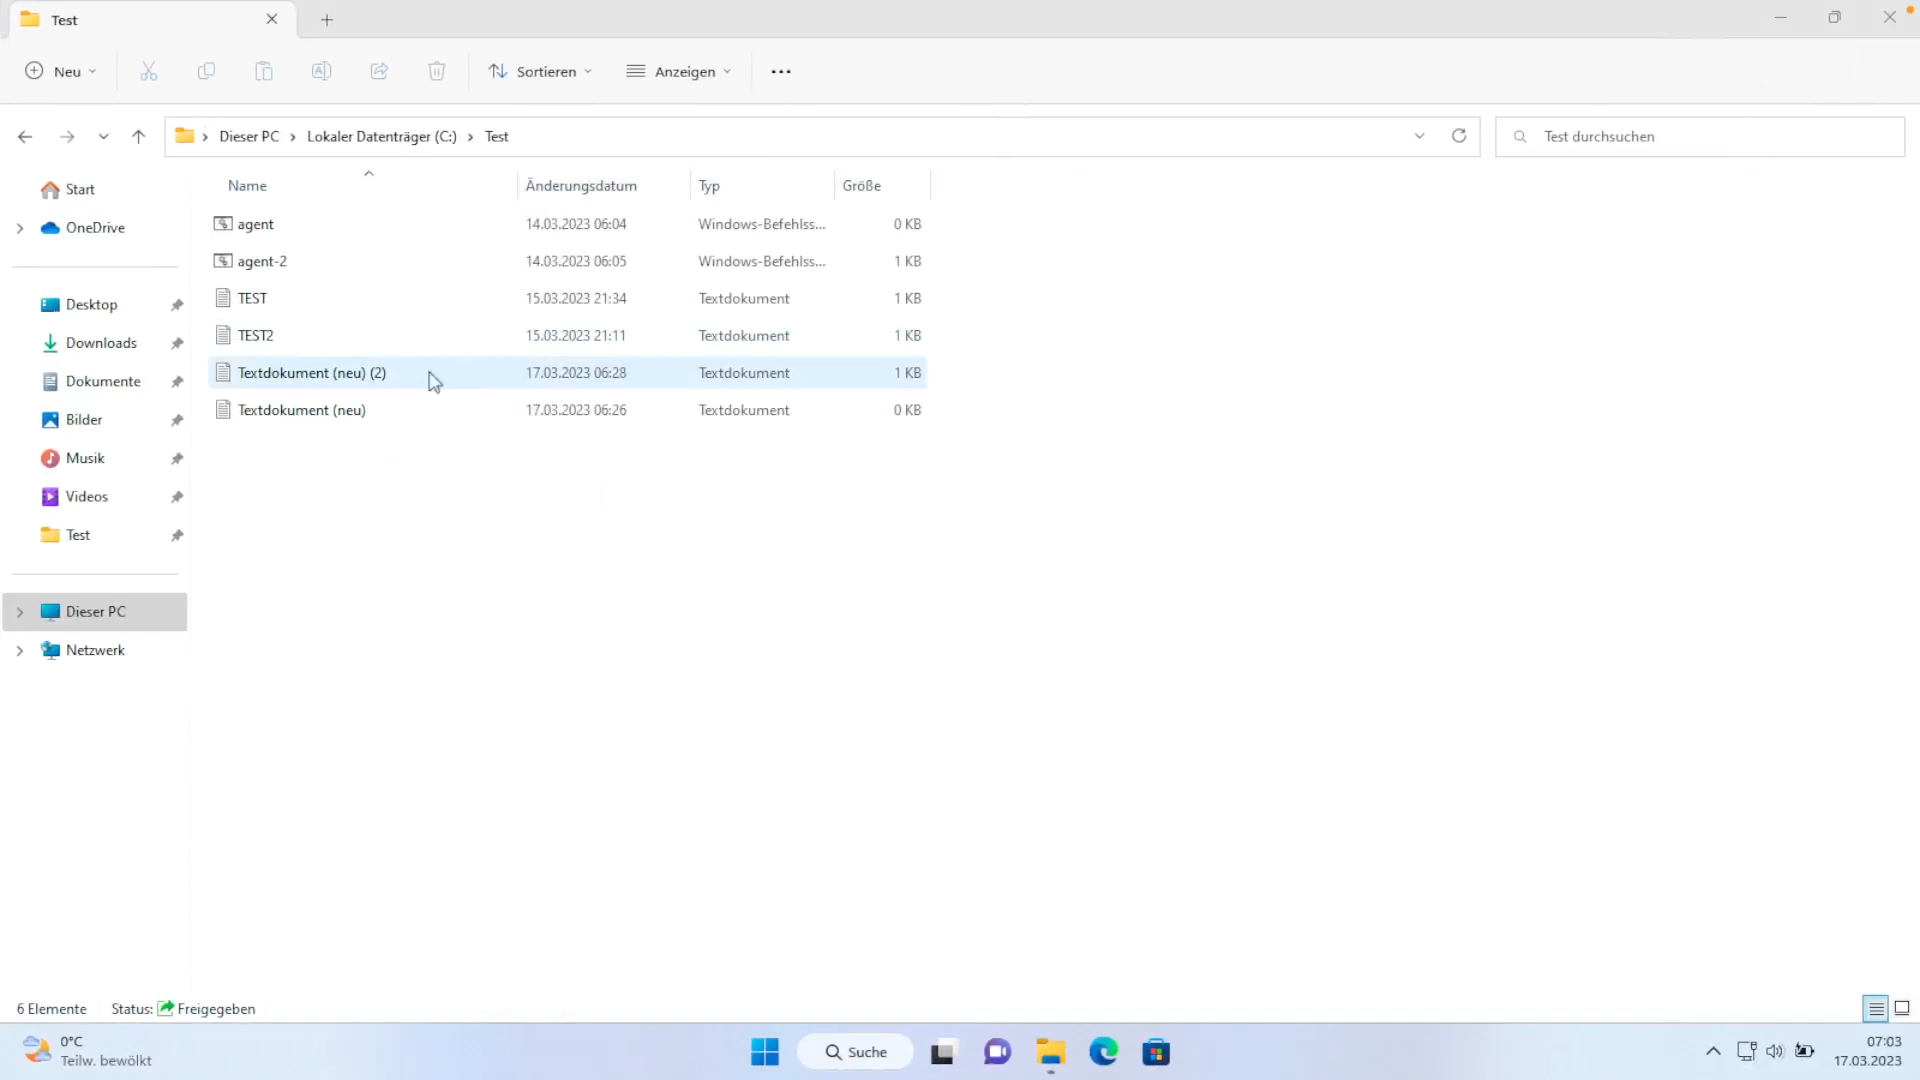 Test
Neu
Sortieren
Anzeigen
Dieser PC
Lokaler Datenträger (C:)
Test
Test durchsuchen
Start
OneDrive
Desktop
Downloads
Dokumente
Bilder
Musik
Videos
Test
Dieser PC
Netzwerk
Name Änderungsdatum Typ Größe
agent 14.03.2023 06:04 Windows-Befehlss... 0 KB
agent-2 14.03.2023 06:05 Windows-Befehlss... 1 KB
TEST 15.03.2023 21:34 Textdokument 1 KB
TEST2 15.03.2023 21:11 Textdokument 1 KB
Textdokument (neu) (2) 17.03.2023 06:28 Textdokument 1 KB
Textdokument (neu) 17.03.2023 06:26 Textdokument 0 KB
6 Elemente Status: Freigegeben
0°C
Teilw. bewölkt
Suche
07:03
17.03.2023